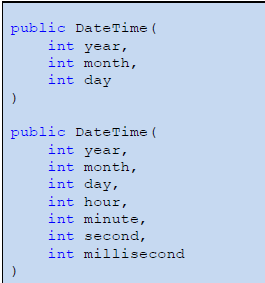 public DateTime(
    int year,
    int month,
    int day
)
public DateTime(
    int year,
    int month,
    int day,
    int hour,
    int minute,
    int second,
    int millisecond
)